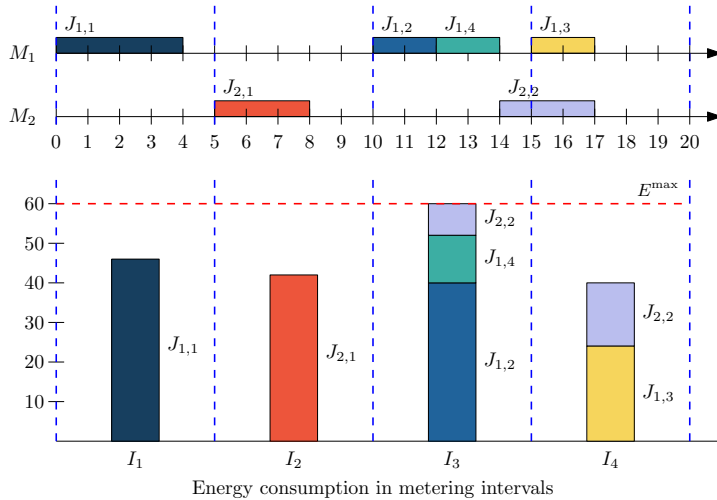 J1,1 J1,2 J1,4 J1,3
M1
J2,1 J2,2
M2
0 1 2 3 4 5 6 7 8 9 10 11 12 13 14 15 16 17 18 19 20
E^max
60
J2,2
50
J1,4
40
J2,2
30
J1,1 J2,1 J1,2
20
J1,3
10
I1 I2 I3 I4
Energy consumption in metering intervals